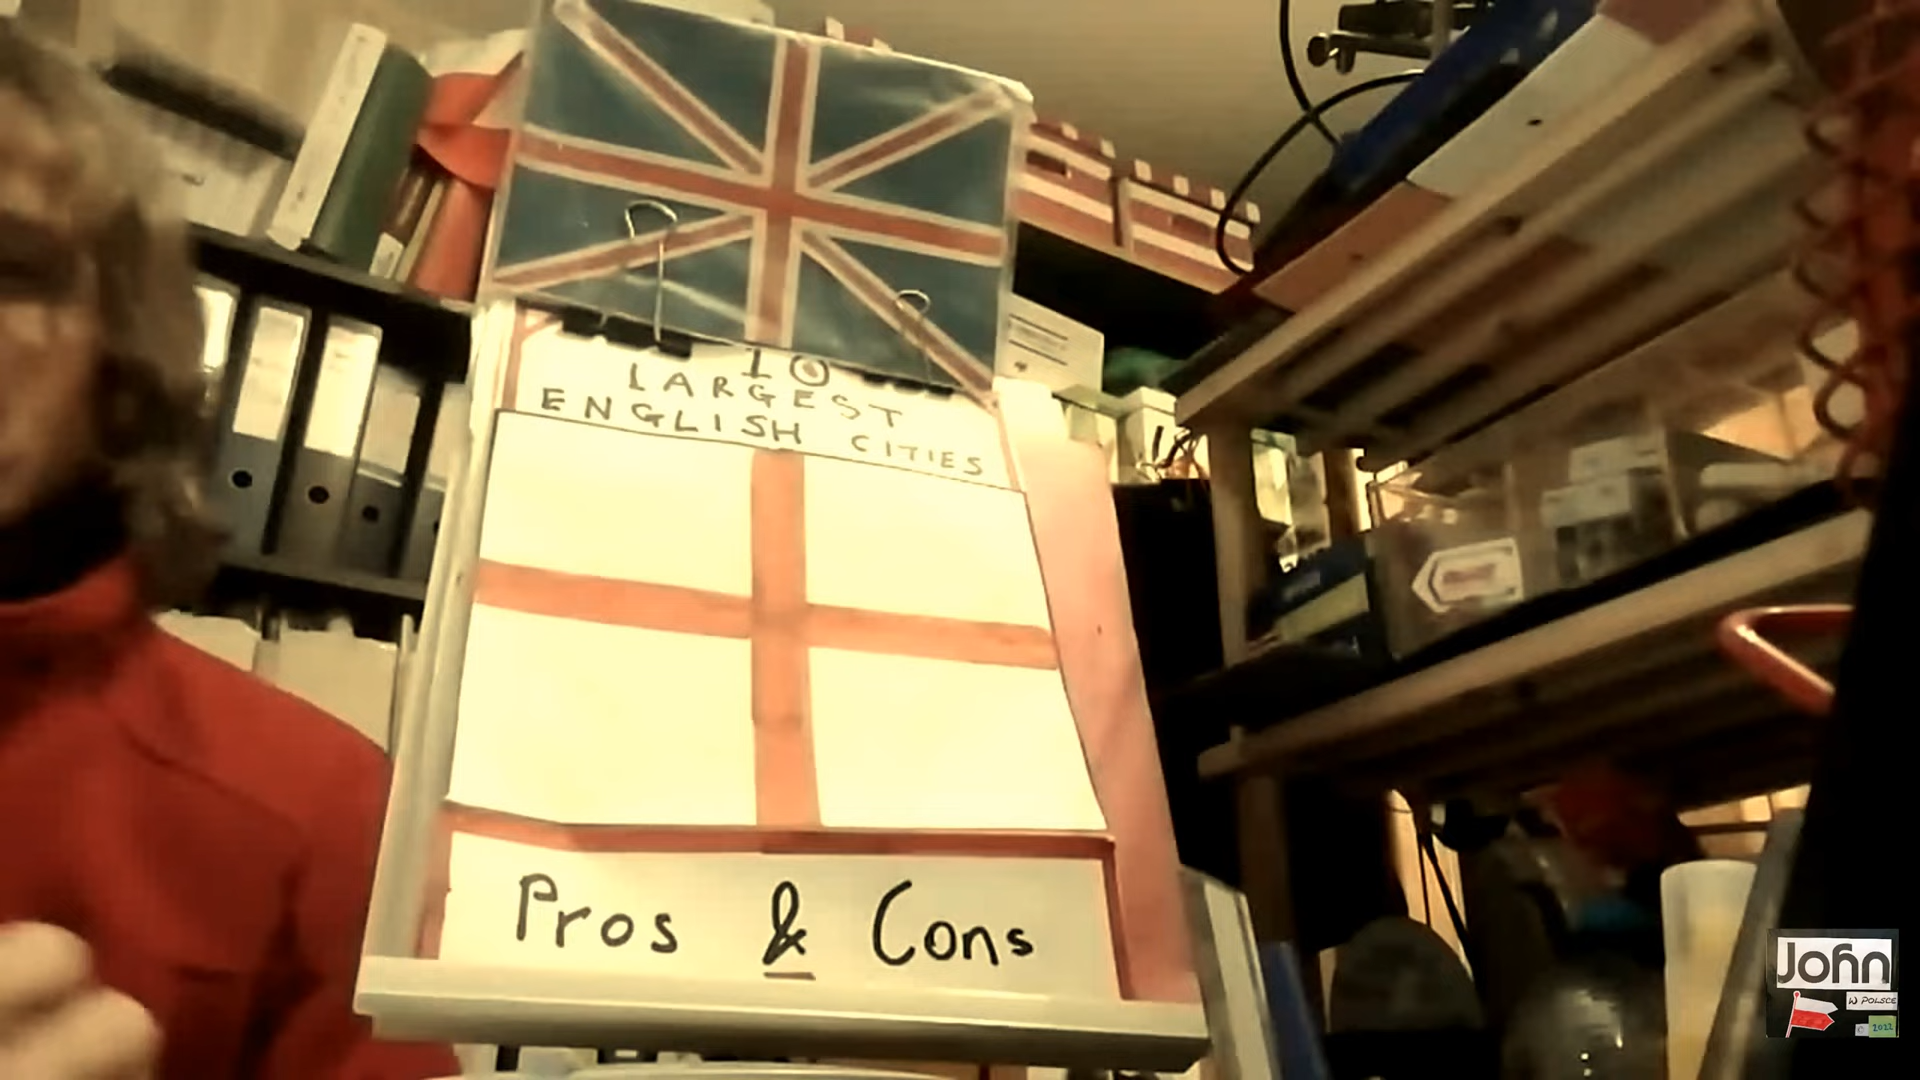 10
LARGEST
ENGLISH CITIES
Pros & Cons
John
W POLSCE
© 2022